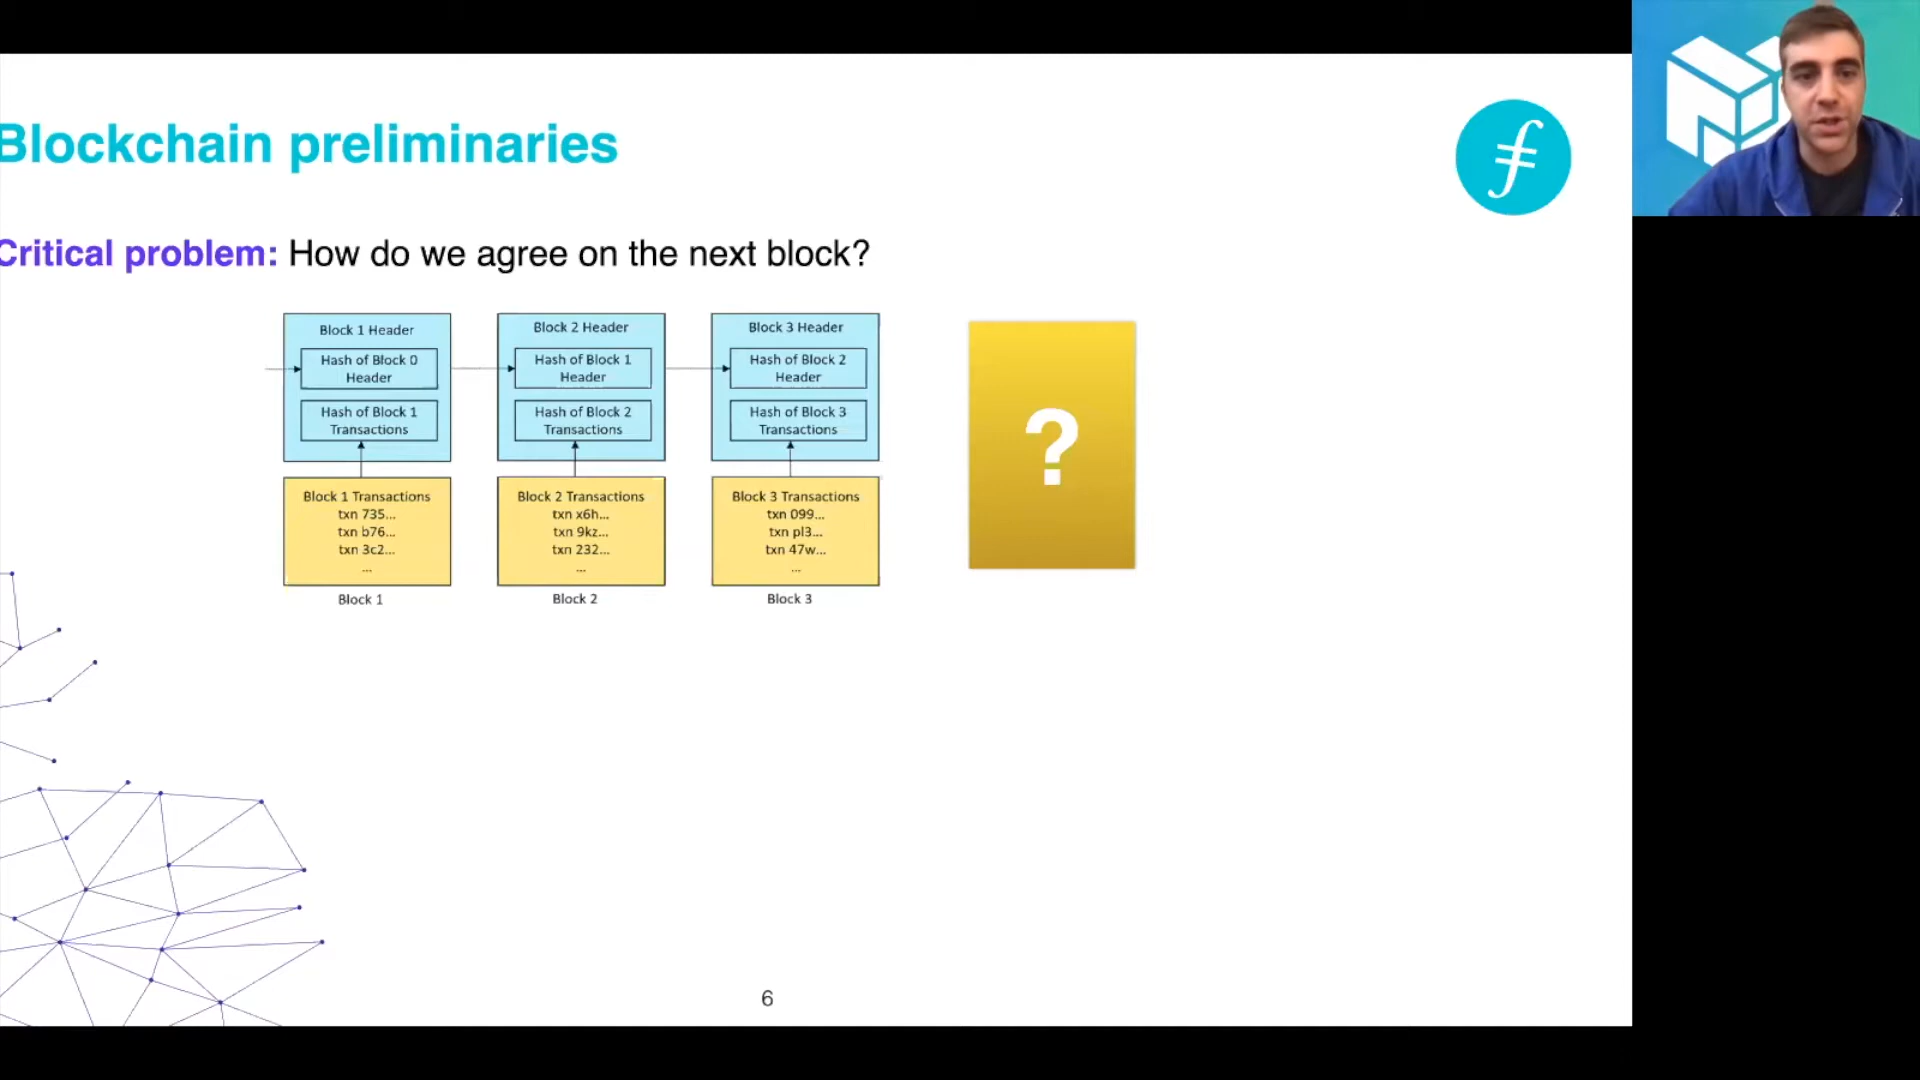 Blockchain preliminaries
Critical problem: How do we agree on the next block?
Block 1 Header
Hash of Block 0
Header
Hash of Block 1
Transactions
Block 1 Transactions
txn 735...
txn b76...
txn 3c2...
...
Block 1
Block 2 Header
Hash of Block 1
Header
Hash of Block 2
Transactions
Block 2 Transactions
txn x6h...
txn 9kz...
txn 232...
...
Block 2
Block 3 Header
Hash of Block 2
Header
Hash of Block 3
Transactions
Block 3 Transactions
txn 099...
txn pl3...
txn 47w...
...
Block 3
?
6